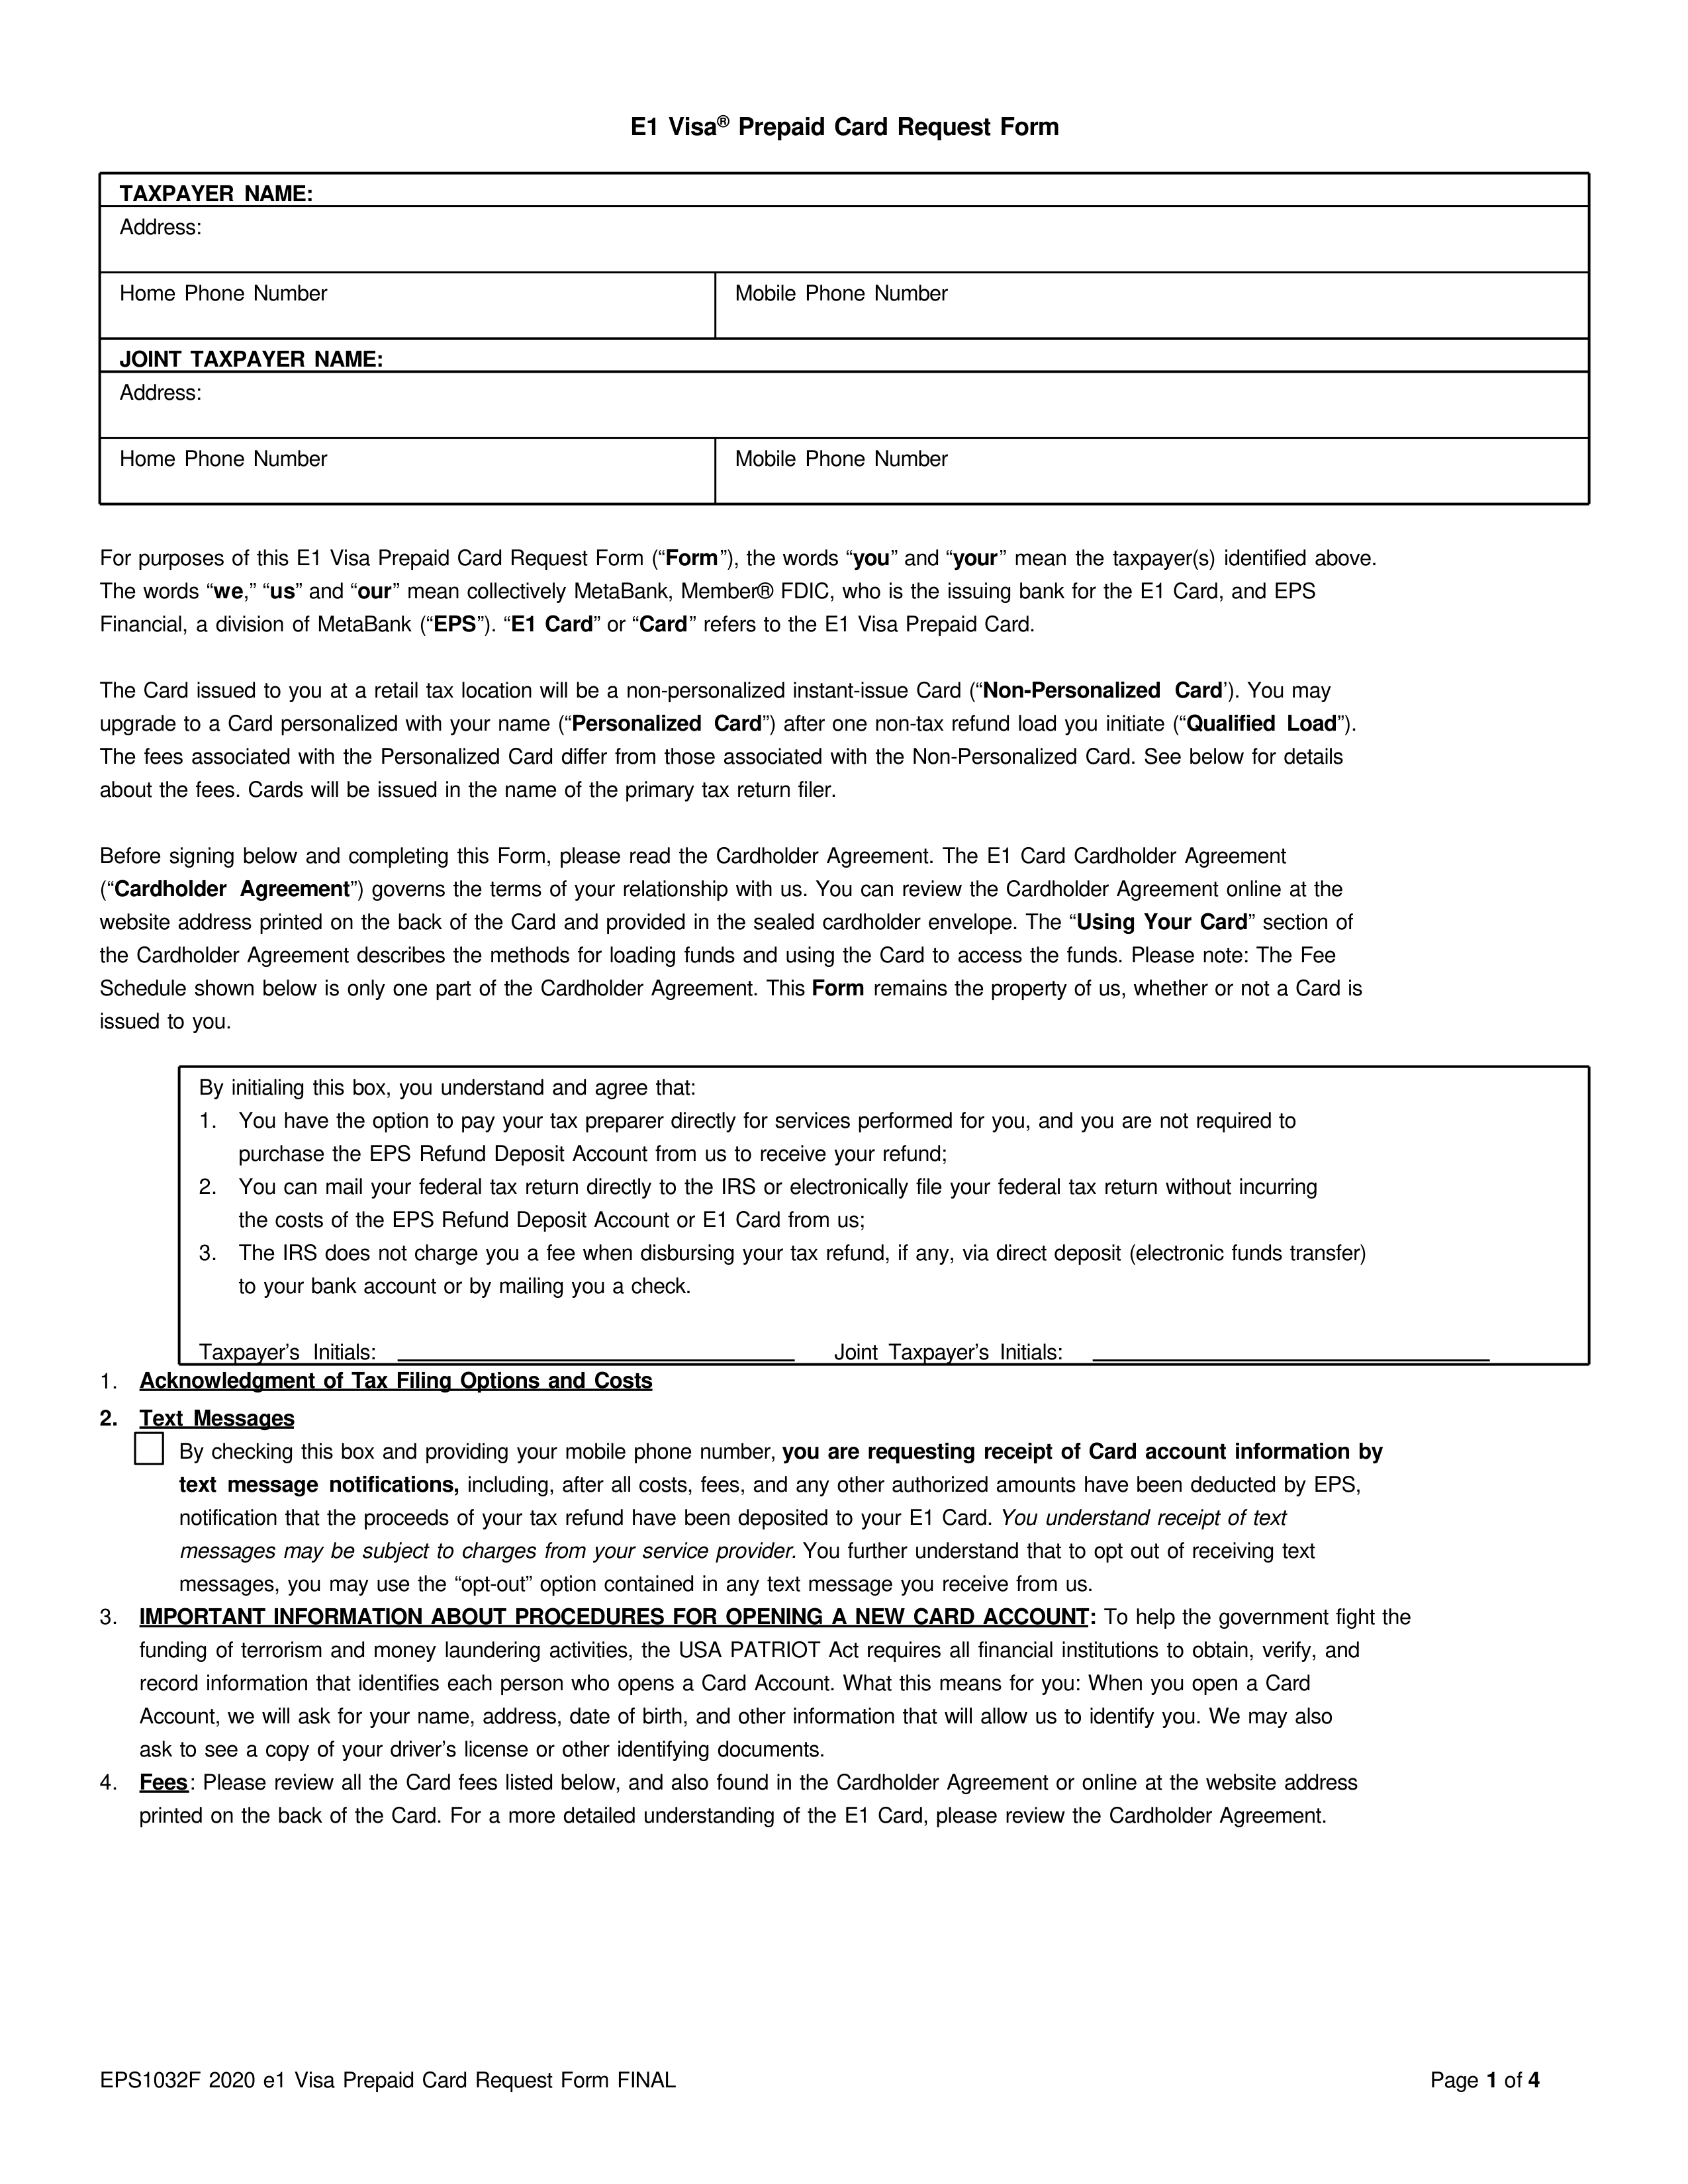 E1 Visa® Prepaid Card Request Form
TAXPAYER NAME:
Address:
Home Phone Number
Mobile Phone Number
JOINT TAXPAYER NAME:
Address:
Home Phone Number
Mobile Phone Number
For purposes of this E1 Visa Prepaid Card Request Form (“Form”), the words “you” and “your” mean the taxpayer(s) identified above.
The words “we,” “us” and “our” mean collectively MetaBank, Member® FDIC, who is the issuing bank for the E1 Card, and EPS
Financial, a division of MetaBank (“EPS”). “E1 Card” or “Card” refers to the E1 Visa Prepaid Card.
The Card issued to you at a retail tax location will be a non-personalized instant-issue Card (“Non-Personalized Card’). You may
upgrade to a Card personalized with your name (“Personalized Card”) after one non-tax refund load you initiate (“Qualified Load”).
The fees associated with the Personalized Card differ from those associated with the Non-Personalized Card. See below for details
about the fees. Cards will be issued in the name of the primary tax return filer.
Before signing below and completing this Form, please read the Cardholder Agreement. The E1 Card Cardholder Agreement
(“Cardholder Agreement”) governs the terms of your relationship with us. You can review the Cardholder Agreement online at the
website address printed on the back of the Card and provided in the sealed cardholder envelope. The “Using Your Card” section of
the Cardholder Agreement describes the methods for loading funds and using the Card to access the funds. Please note: The Fee
Schedule shown below is only one part of the Cardholder Agreement. This Form remains the property of us, whether or not a Card is
issued to you.
By initialing this box, you understand and agree that:
1. You have the option to pay your tax preparer directly for services performed for you, and you are not required to
purchase the EPS Refund Deposit Account from us to receive your refund;
2. You can mail your federal tax return directly to the IRS or electronically file your federal tax return without incurring
the costs of the EPS Refund Deposit Account or E1 Card from us;
3. The IRS does not charge you a fee when disbursing your tax refund, if any, via direct deposit (electronic funds transfer)
to your bank account or by mailing you a check.
Taxpayer’s Initials: Joint Taxpayer’s Initials:
1. Acknowledgment of Tax Filing Options and Costs
2. Text Messages
By checking this box and providing your mobile phone number, you are requesting receipt of Card account information by
text message notifications, including, after all costs, fees, and any other authorized amounts have been deducted by EPS,
notification that the proceeds of your tax refund have been deposited to your E1 Card. You understand receipt of text
messages may be subject to charges from your service provider. You further understand that to opt out of receiving text
messages, you may use the “opt-out” option contained in any text message you receive from us.
3. IMPORTANT INFORMATION ABOUT PROCEDURES FOR OPENING A NEW CARD ACCOUNT: To help the government fight the
funding of terrorism and money laundering activities, the USA PATRIOT Act requires all financial institutions to obtain, verify, and
record information that identifies each person who opens a Card Account. What this means for you: When you open a Card
Account, we will ask for your name, address, date of birth, and other information that will allow us to identify you. We may also
ask to see a copy of your driver’s license or other identifying documents.
4. Fees: Please review all the Card fees listed below, and also found in the Cardholder Agreement or online at the website address
printed on the back of the Card. For a more detailed understanding of the E1 Card, please review the Cardholder Agreement.
EPS1032F 2020 e1 Visa Prepaid Card Request Form FINAL
Page 1 of 4